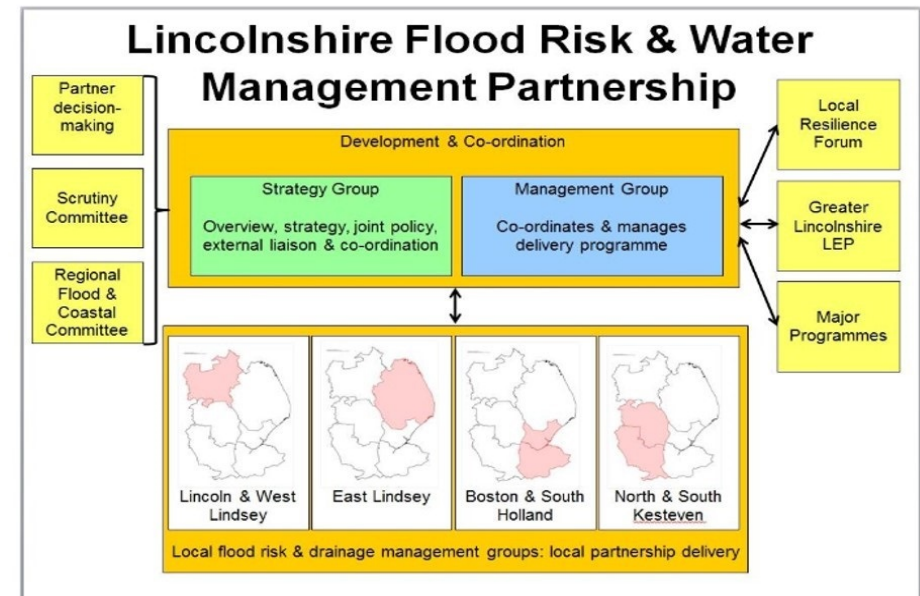 Lincolnshire Flood Risk & Water
Management Partnership
Partner
decision-
making
Scrutiny
Committee
Regional
Flood &
Coastal
Committee
Development & Co-ordination
Strategy Group
Overview, strategy, joint policy,
external liaison & co-ordination
Management Group
Co-ordinates & manages
delivery programme
Local
Resilience
Forum
Greater
Lincolnshire
LEP
Major
Programmes
Lincoln & West
Lindsey
East Lindsey
Boston & South
Holland
North & South
Kesteven
Local flood risk & drainage management groups: local partnership delivery